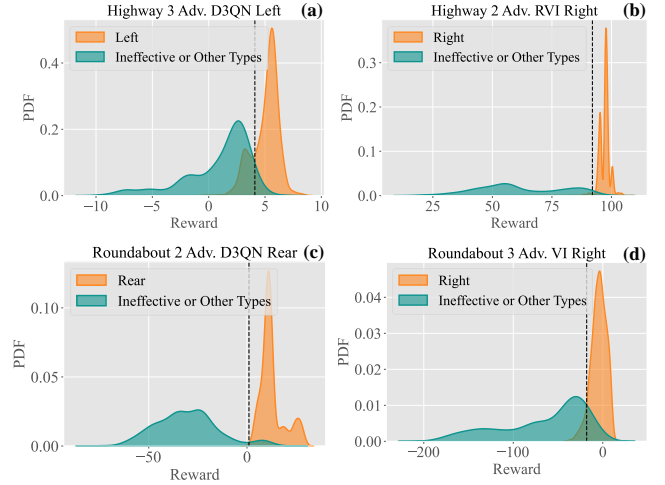 Highway 3 Adv. D3QN Left (a)
Left
Ineffective or Other Types
PDF
0.4
0.2
0.0
−10 −5 0 5 10
Reward
Highway 2 Adv. RVI Right (b)
Right
Ineffective or Other Types
PDF
0.3
0.2
0.1
0.0
25 50 75 100
Reward
Roundabout 2 Adv. D3QN Rear (c)
Rear
Ineffective or Other Types
PDF
0.10
0.05
0.00
−50 0
Reward
Roundabout 3 Adv. VI Right (d)
Right
Ineffective or Other Types
PDF
0.04
0.03
0.02
0.01
0.00
−200 −100 0
Reward